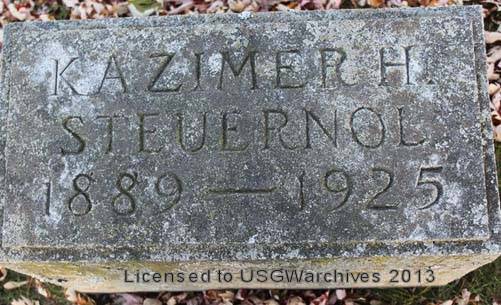 KAZIMER H.
STEUERNOL
1889 — 1925
Licensed to USGWarchives 2013